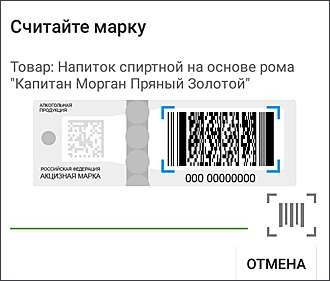 Считайте марку
Товар: Напиток спиртной на основе рома
"Капитан Морган Пряный Золотой"
АЛКОГОЛЬНАЯ
ПРОДУКЦИЯ
РОССИЙСКАЯ ФЕДЕРАЦИЯ
АКЦИЗНАЯ МАРКА
000 00000000
ОТМЕНА